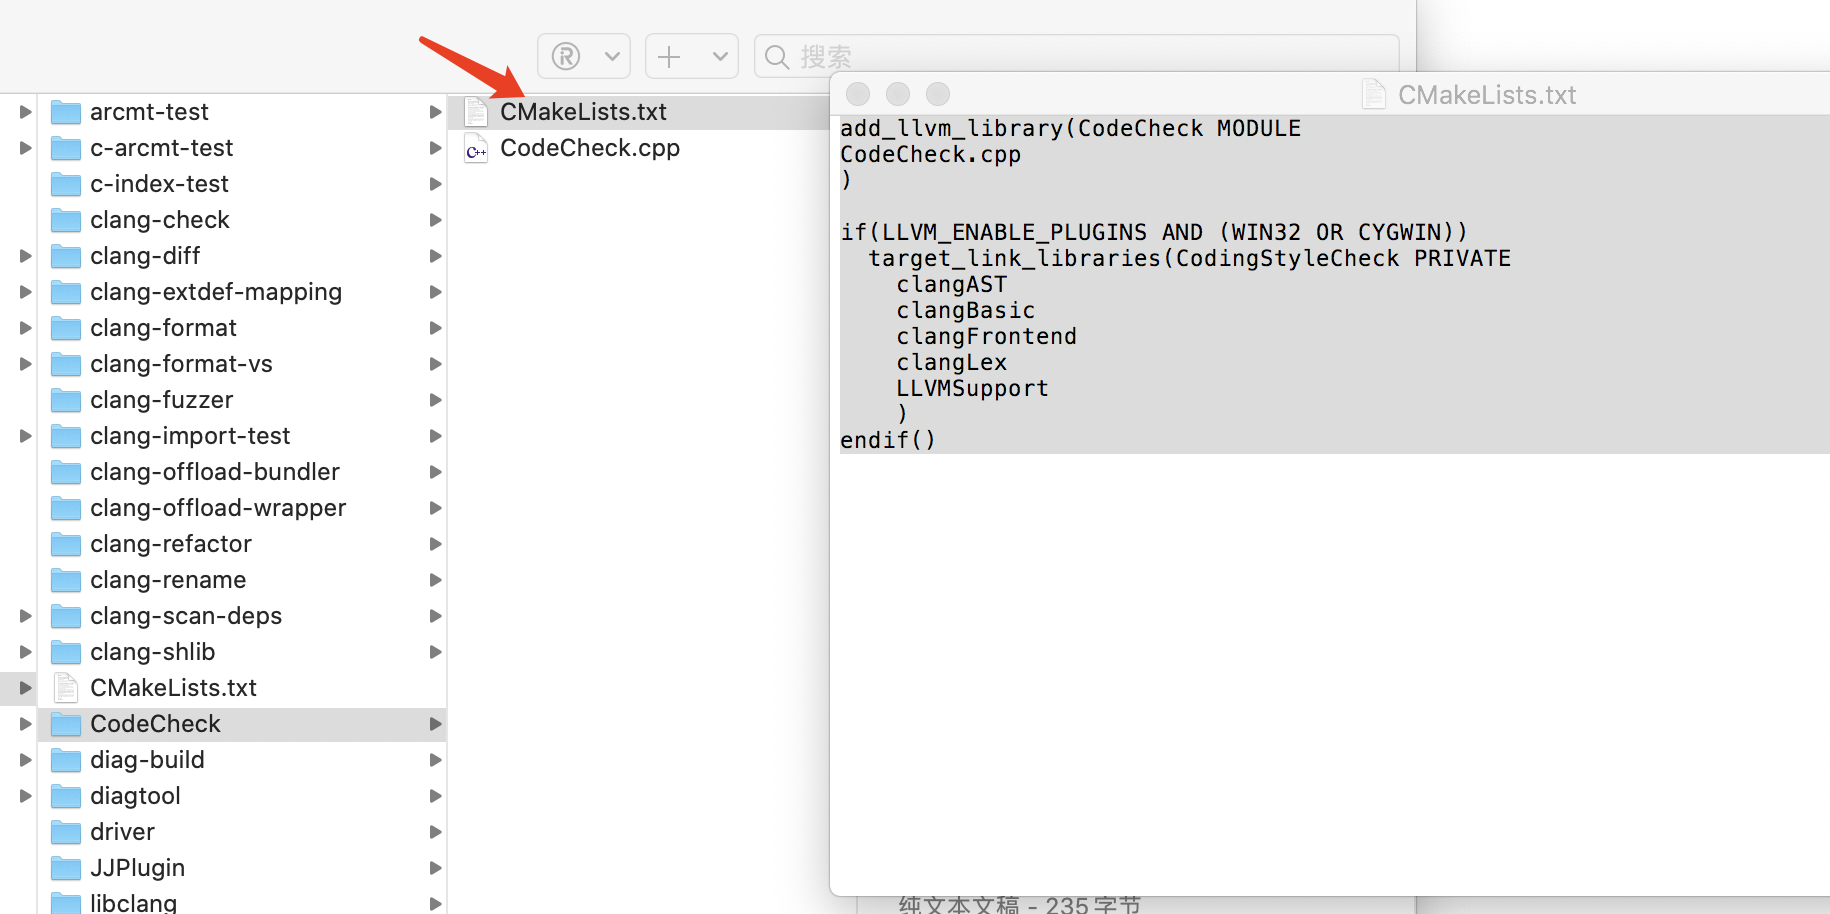 搜索
arcmt-test
c-arcmt-test
c-index-test
clang-check
clang-diff
clang-extdef-mapping
clang-format
clang-format-vs
clang-fuzzer
clang-import-test
clang-offload-bundler
clang-offload-wrapper
clang-refactor
clang-rename
clang-scan-deps
clang-shlib
CMakeLists.txt
CodeCheck
diag-build
diagtool
driver
JJPlugin
libclang
CMakeLists.txt
CodeCheck.cpp
CMakeLists.txt
add_llvm_library(CodeCheck MODULE
CodeCheck.cpp
)
if(LLVM_ENABLE_PLUGINS AND (WIN32 OR CYGWIN))
target_link_libraries(CodingStyleCheck PRIVATE
clangAST
clangBasic
clangFrontend
clangLex
LLVMSupport
)
endif()
纯文本文稿 - 235字节